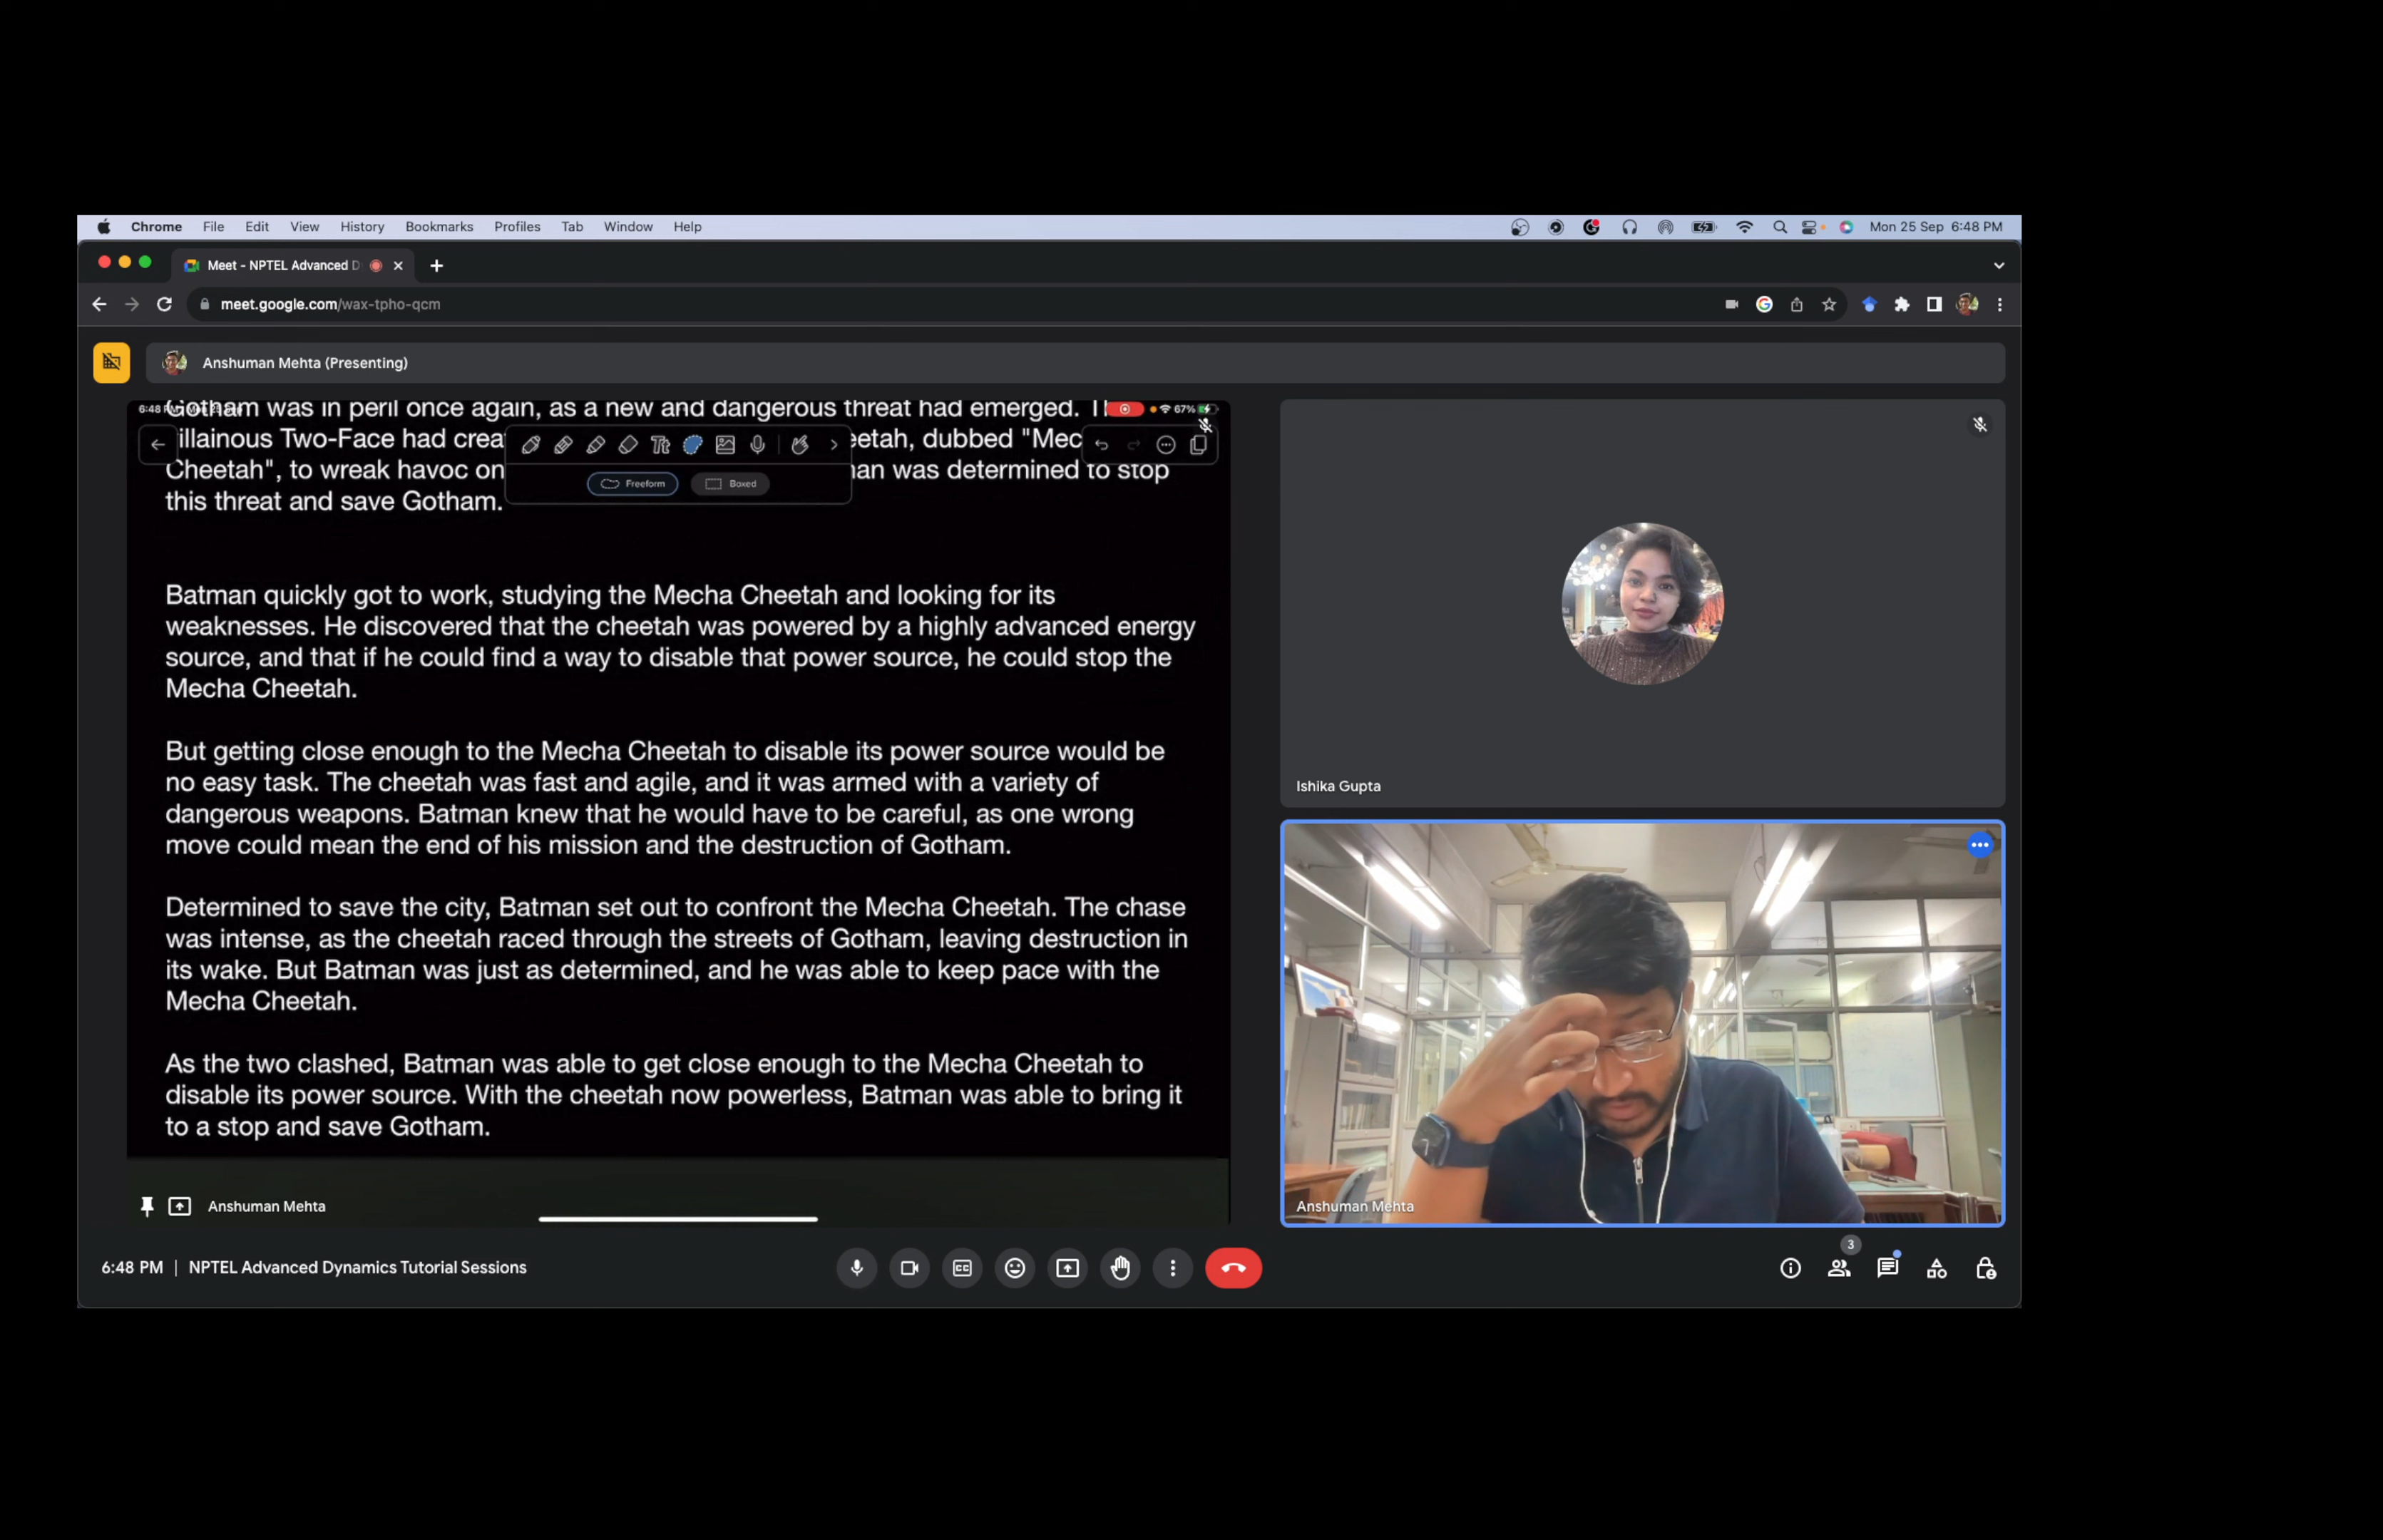 Chrome File Edit View History Bookmarks Profiles Tab Window Help Mon 25 Sep 6:48 PM
Meet - NPTEL Advanced D
meet.google.com/wax-tpho-qcm
Anshuman Mehta (Presenting)
Gotham was in peril once again, as a new and dangerous threat had emerged.
67%
illainous Two-Face had crea eetah, dubbed "Mec
Cheetah", to wreak havoc on an was determined to stop
Freeform Boxed
this threat and save Gotham.
Batman quickly got to work, studying the Mecha Cheetah and looking for its
weaknesses. He discovered that the cheetah was powered by a highly advanced energy
source, and that if he could find a way to disable that power source, he could stop the
Mecha Cheetah.
But getting close enough to the Mecha Cheetah to disable its power source would be
no easy task. The cheetah was fast and agile, and it was armed with a variety of
dangerous weapons. Batman knew that he would have to be careful, as one wrong
move could mean the end of his mission and the destruction of Gotham.
Determined to save the city, Batman set out to confront the Mecha Cheetah. The chase
was intense, as the cheetah raced through the streets of Gotham, leaving destruction in
its wake. But Batman was just as determined, and he was able to keep pace with the
Mecha Cheetah.
As the two clashed, Batman was able to get close enough to the Mecha Cheetah to
disable its power source. With the cheetah now powerless, Batman was able to bring it
to a stop and save Gotham.
Anshuman Mehta
Ishika Gupta
Anshuman Mehta
6:48 PM | NPTEL Advanced Dynamics Tutorial Sessions
CC
3